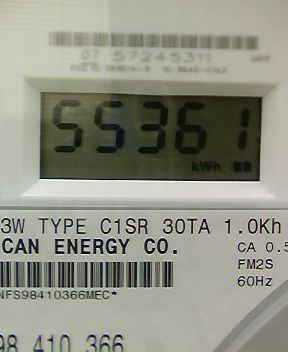 07 57245311
55361
kWh
3W TYPE C1SR 30TA 1.0Kh
CAN ENERGY CO. CA 0.5
FM2S
60Hz
NFS98410366MEC*
98 410 366